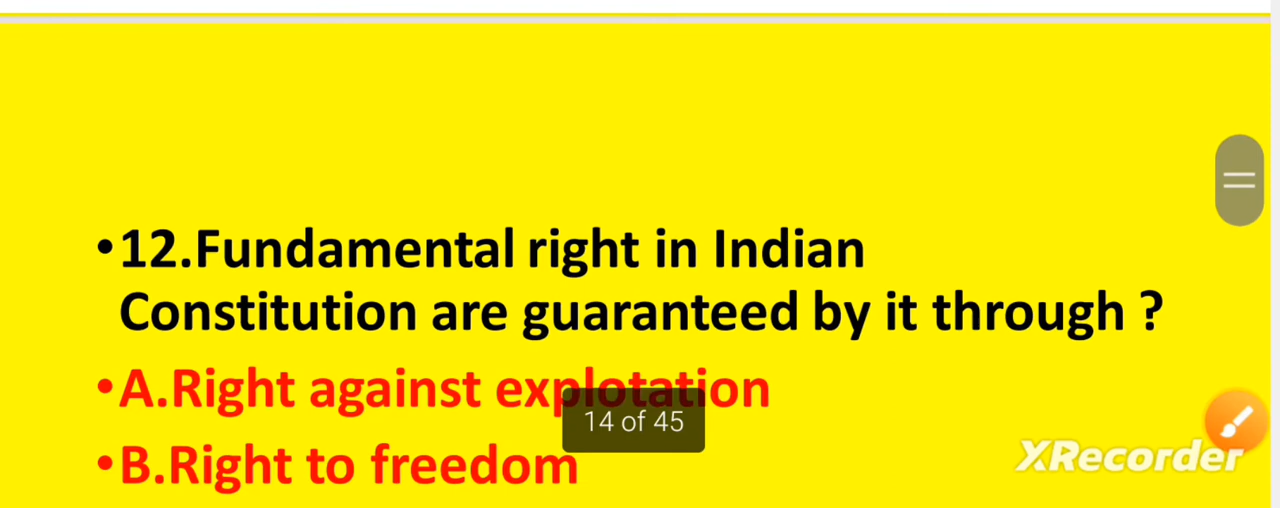 •12.Fundamental right in Indian
Constitution are guaranteed by it through ?
•A.Right against explotation
14 of 45
•B.Right to freedom
XRecorder